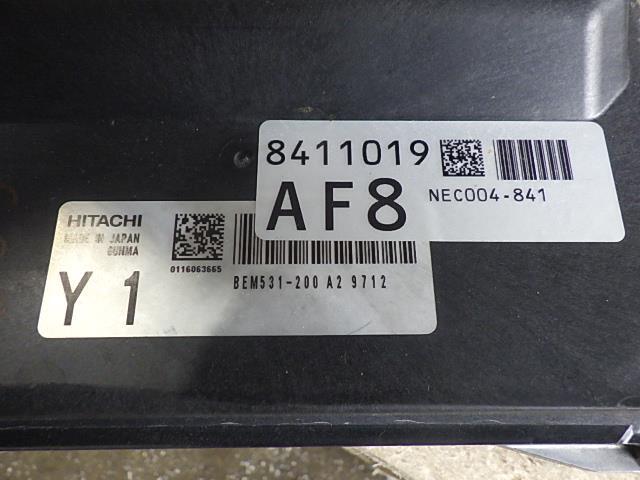 8411019
AF8
NEC004-841
HITACHI
MADE IN JAPAN
GUNMA
0116063665
Y 1
BEM531-200 A2 9712